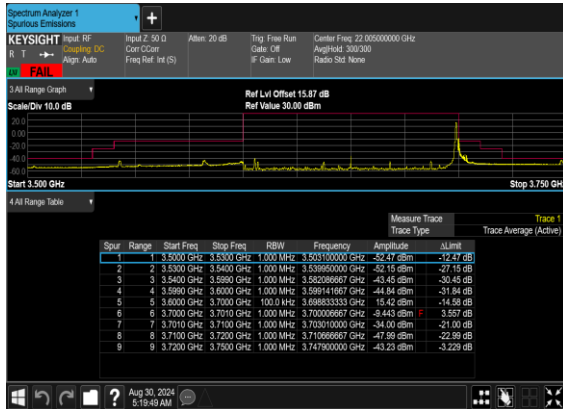 Spectrum Analyzer 1
Spurious Emissions
+
KEYSIGHT Input: RF Input Z: 50 Ω Atten: 20 dB Trig: Free Run Center Freq: 22.005000000 GHz
R T Coupling: DC Corr CCorr Gate: Off Avg|Hold: 300/300
Align: Auto Freq Ref: Int (S) IF Gain: Low Radio Std: None
FAIL
3 All Range Graph
Ref Lvl Offset 15.87 dB
Scale/Div 10.0 dB Ref Value 30.00 dBm
20.0
0.00
-20.0
-40.0
-60.0
Start 3.500 GHz Stop 3.750 GH
4 All Range Table
Measure Trace Trace 1
Trace Type Trace Average (Active)
Spur Range Start Freq Stop Freq RBW Frequency Amplitude ΔLimit
1 1 3.5000 GHz 3.5300 GHz 1.000 MHz 3.503100000 GHz -52.47 dBm -12.47 dB
2 2 3.5300 GHz 3.5400 GHz 1.000 MHz 3.539950000 GHz -52.15 dBm -27.15 dB
3 3 3.5400 GHz 3.5990 GHz 1.000 MHz 3.582086667 GHz -43.45 dBm -30.45 dB
4 4 3.5990 GHz 3.6000 GHz 1.000 MHz 3.599141667 GHz -44.84 dBm -31.84 dB
5 5 3.6000 GHz 3.7000 GHz 100.0 kHz 3.698833333 GHz 15.42 dBm -14.58 dB
6 6 3.7000 GHz 3.7010 GHz 1.000 MHz 3.700006667 GHz -9.443 dBm F 3.557 dB
7 7 3.7010 GHz 3.7100 GHz 1.000 MHz 3.703010000 GHz -34.00 dBm -21.00 dB
8 8 3.7100 GHz 3.7200 GHz 1.000 MHz 3.710666667 GHz -47.99 dBm -22.99 dB
9 9 3.7200 GHz 3.7500 GHz 1.000 MHz 3.747900000 GHz -43.23 dBm -3.229 dB
? Aug 30, 2024
5:19:49 AM